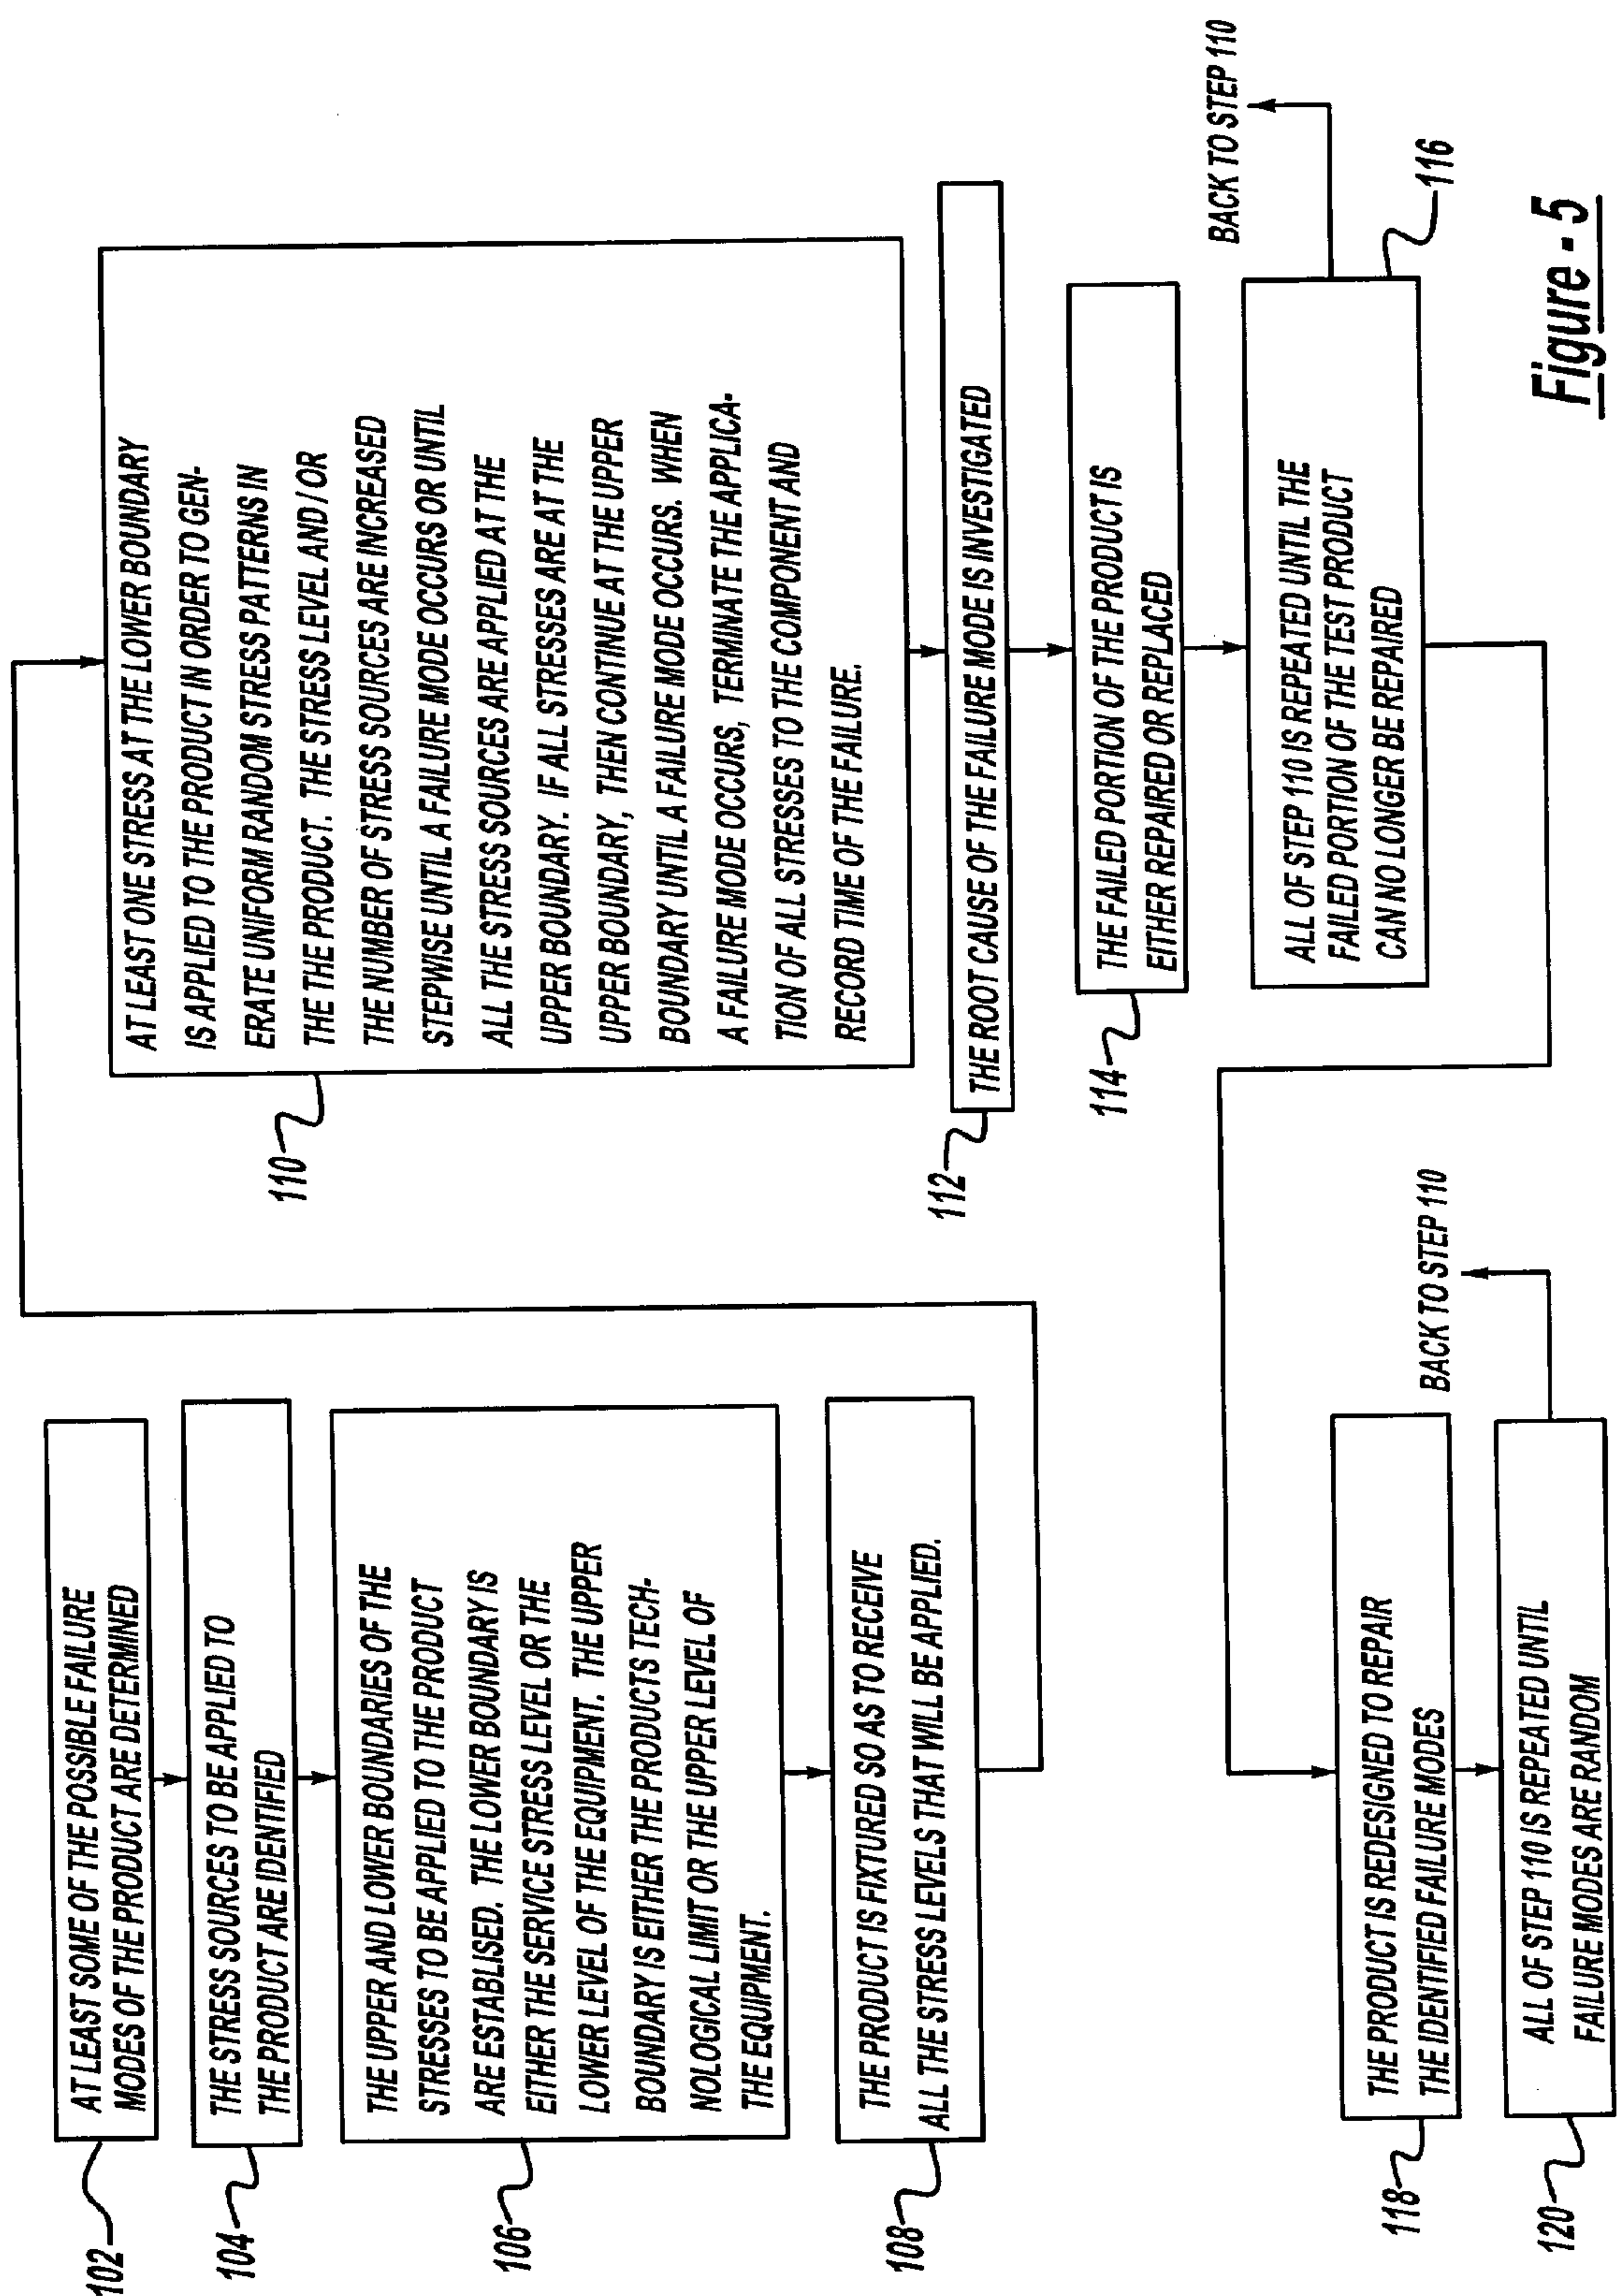 102
AT LEAST SOME OF THE POSSIBLE FAILURE
MODES OF THE PRODUCT ARE DETERMINED
104
THE STRESS SOURCES TO BE APPLIED TO
THE PRODUCT ARE IDENTIFIED
106
THE UPPER AND LOWER BOUNDARIES OF THE
STRESSES TO BE APPLIED TO THE PRODUCT
ARE ESTABLISED. THE LOWER BOUNDARY IS
EITHER THE SERVICE STRESS LEVEL OR THE
LOWER LEVEL OF THE EQUIPMENT. THE UPPER
BOUNDARY IS EITHER THE PRODUCTS TECH-
NOLOGICAL LIMIT OR THE UPPER LEVEL OF
THE EQUIPMENT.
108
THE PRODUCT IS FIXTURED SO AS TO RECEIVE
ALL THE STRESS LEVELS THAT WILL BE APPLIED.
110
AT LEAST ONE STRESS AT THE LOWER BOUNDARY
IS APPLIED TO THE PRODUCT IN ORDER TO GEN-
ERATE UNIFORM RANDOM STRESS PATTERNS IN
THE THE PRODUCT. THE STRESS LEVEL AND / OR
THE NUMBER OF STRESS SOURCES ARE INCREASED
STEPWISE UNTIL A FAILURE MODE OCCURS OR UNTIL
ALL THE STRESS SOURCES ARE APPLIED AT THE
UPPER BOUNDARY. IF ALL STRESSES ARE AT THE
UPPER BOUNDARY, THEN CONTINUE AT THE UPPER
BOUNDARY UNTIL A FAILURE MODE OCCURS. WHEN
A FAILURE MODE OCCURS, TERMINATE THE APPLICA-
TION OF ALL STRESSES TO THE COMPONENT AND
RECORD TIME OF THE FAILURE.
112
THE ROOT CAUSE OF THE FAILURE MODE IS INVESTIGATED
114
THE FAILED PORTION OF THE PRODUCT IS
EITHER REPAIRED OR REPLACED
BACK TO STEP 110
ALL OF STEP 110 IS REPEATED UNTIL THE
FAILED PORTION OF THE TEST PRODUCT
CAN NO LONGER BE REPAIRED
116
118
THE PRODUCT IS REDESIGNED TO REPAIR
THE IDENTIFIED FAILURE MODES
BACK TO STEP 110
120
ALL OF STEP 110 IS REPEATED UNTIL
FAILURE MODES ARE RANDOM
Figure - 5